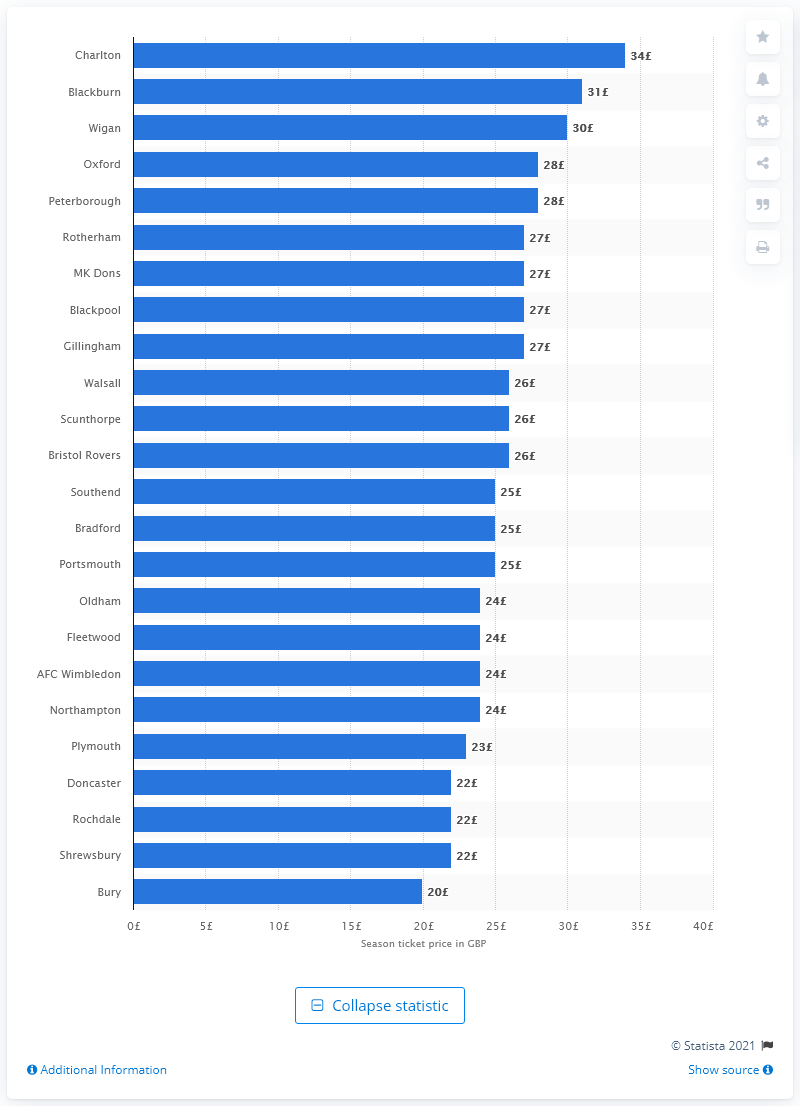 Charlton 34£
Blackburn 31£
Wigan 30£
Oxford 28£
Peterborough 28£
Rotherham 27£
MK Dons 27£
Blackpool 27£
Gillingham 27£
Walsall 26£
Scunthorpe 26£
Bristol Rovers 26£
Southend 25£
Bradford 25£
Portsmouth 25£
Oldham 24£
Fleetwood 24£
AFC Wimbledon 24£
Northampton 24£
Plymouth 23£
Doncaster 22£
Rochdale 22£
Shrewsbury 22£
Bury 20£
0£ 5£ 10£ 15£ 20£ 25£ 30£ 35£ 40£
Season ticket price in GBP
Collapse statistic
© Statista 2021
Additional Information Show source